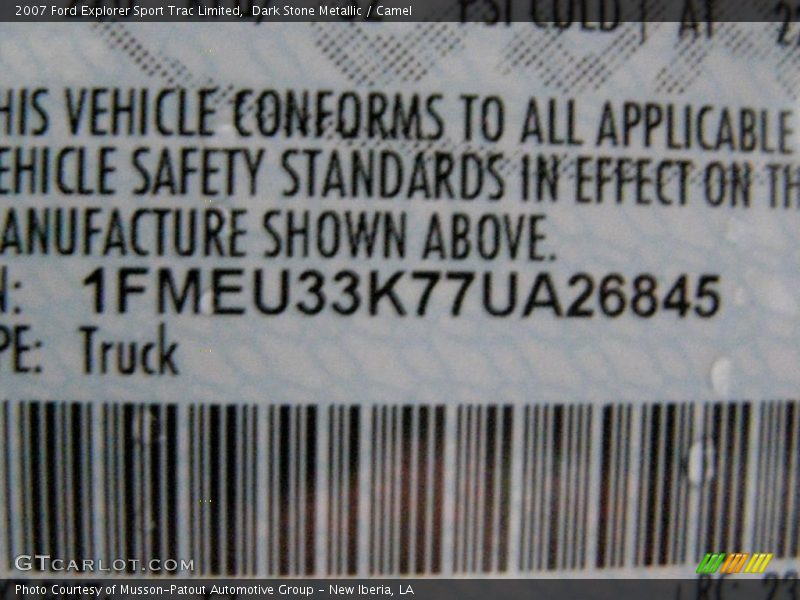 2007 Ford Explorer Sport Trac Limited,  Dark Stone Metallic / Camel
PSI COLD
AT
HIS VEHICLE CONFORMS TO ALL APPLICABLE
EHICLE SAFETY STANDARDS IN EFFECT ON TH
ANUFACTURE SHOWN ABOVE.
N: 1FMEU33K77UA26845
PE: Truck
GTCARLOT.COM
Photo Courtesy of Musson-Patout Automotive Group - New Iberia, LA